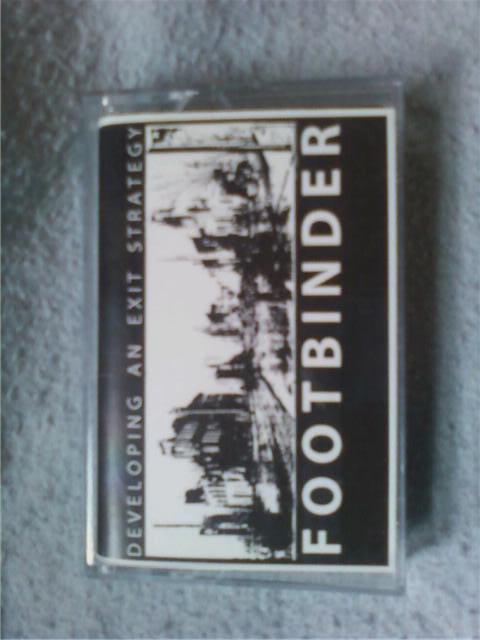 DEVELOPING AN EXIT STRATEGY
FOOTBINDER